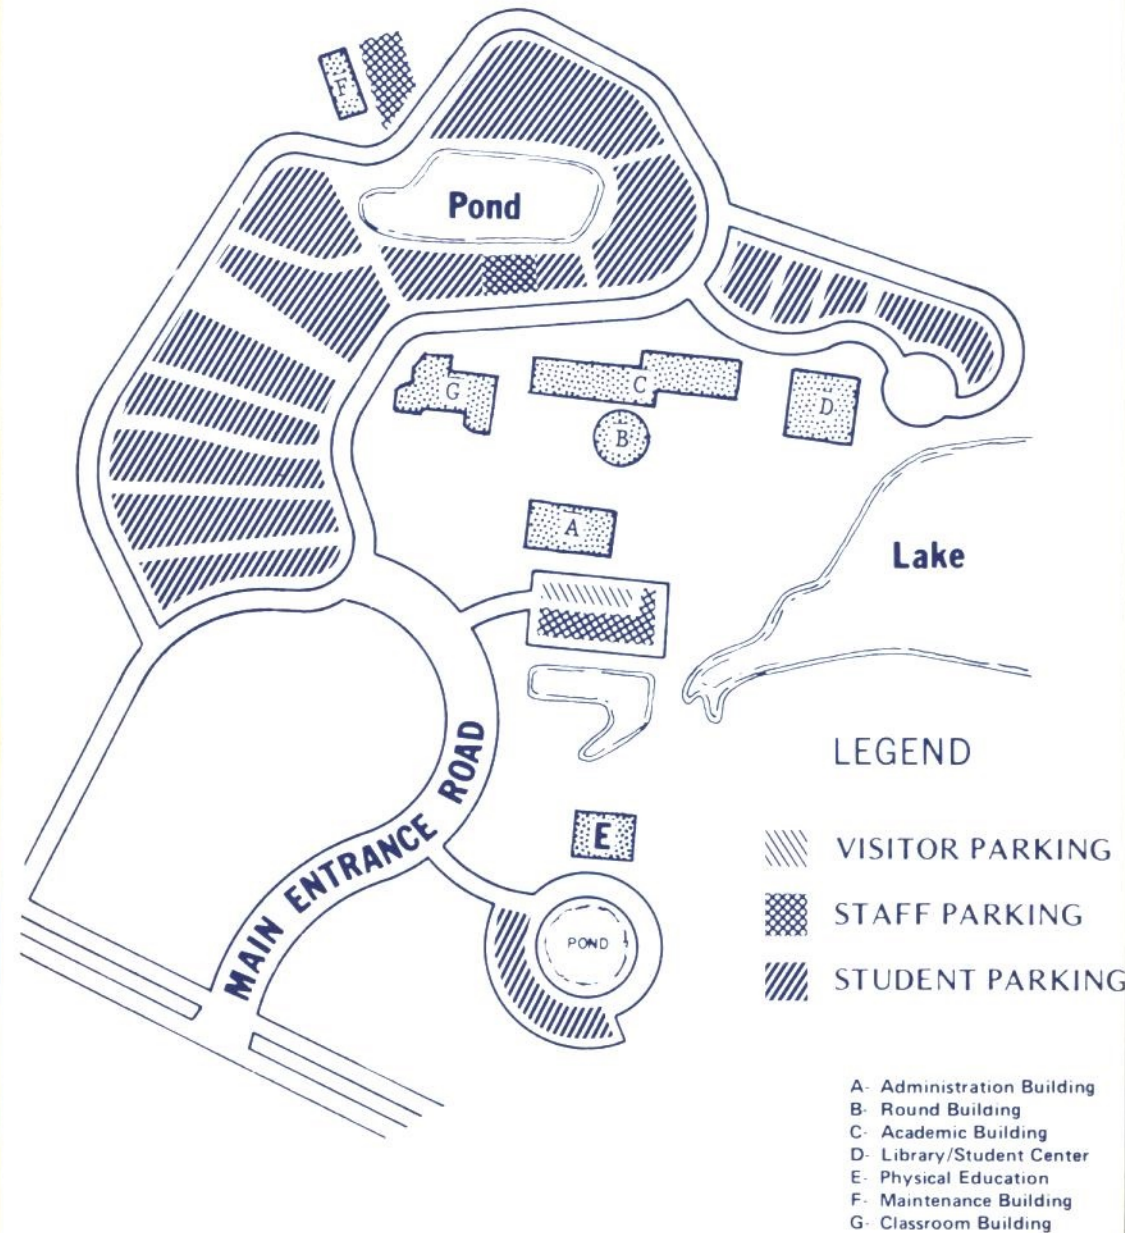 F
Pond
G
C
D
B
A
Lake
MAIN ENTRANCE ROAD
E
POND
LEGEND
VISITOR PARKING
STAFF PARKING
STUDENT PARKING
A- Administration Building
B- Round Building
C- Academic Building
D- Library/Student Center
E- Physical Education
F- Maintenance Building
G- Classroom Building